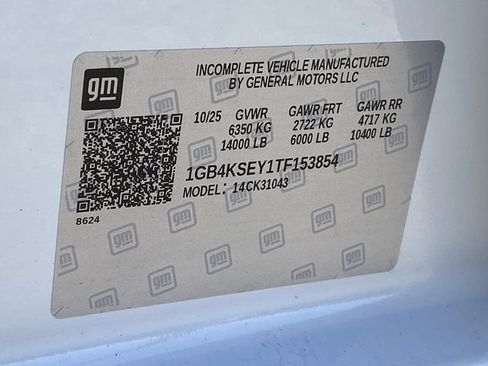 gm
INCOMPLETE VEHICLE MANUFACTURED
BY GENERAL MOTORS LLC
10/25 GVWR GAWR FRT GAWR RR
6350 KG 2722 KG 4717 KG
14000 LB 6000 LB 10400 LB
1GB4KSEY1TF153854
MODEL: 14CK31043
8624